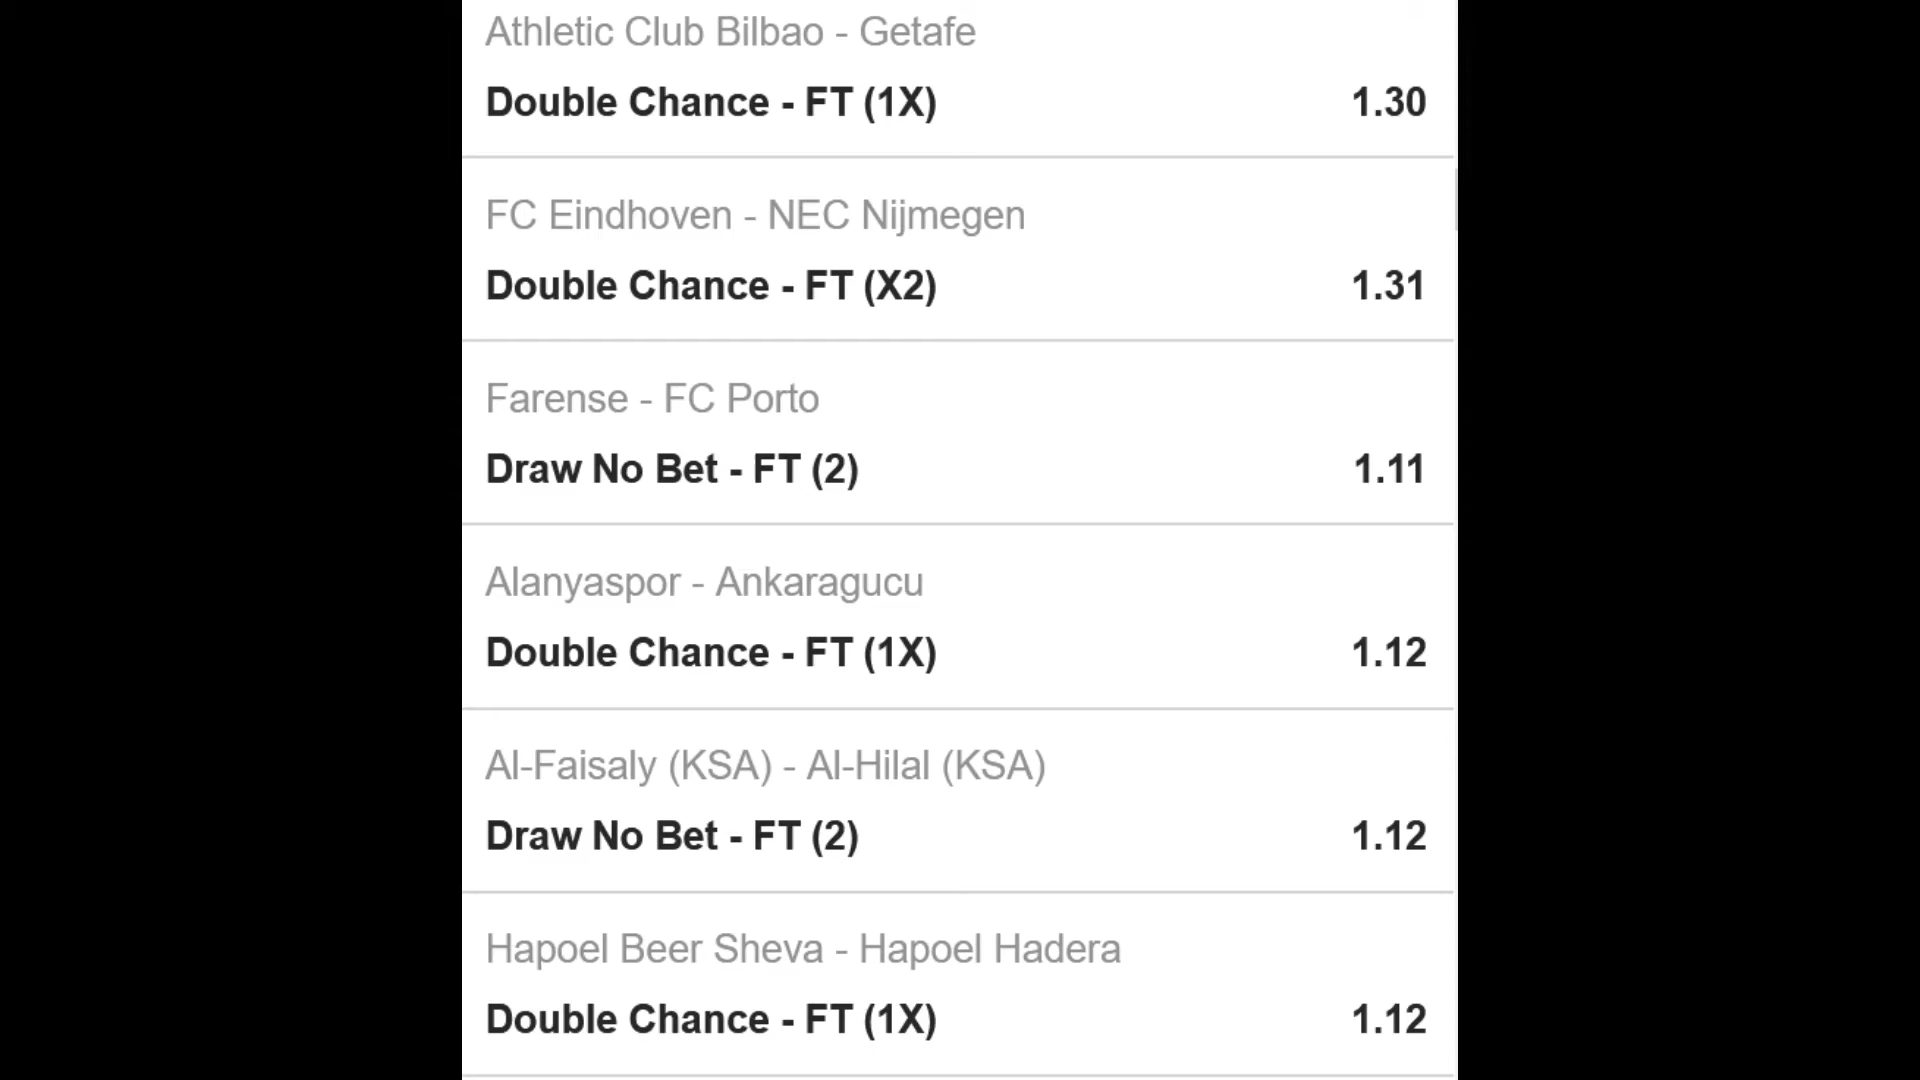 Athletic Club Bilbao - Getafe
Double Chance - FT (1X) 1.30
FC Eindhoven - NEC Nijmegen
Double Chance - FT (X2) 1.31
Farense - FC Porto
Draw No Bet - FT (2) 1.11
Alanyaspor - Ankaragucu
Double Chance - FT (1X) 1.12
Al-Faisaly (KSA) - Al-Hilal (KSA)
Draw No Bet - FT (2) 1.12
Hapoel Beer Sheva - Hapoel Hadera
Double Chance - FT (1X) 1.12